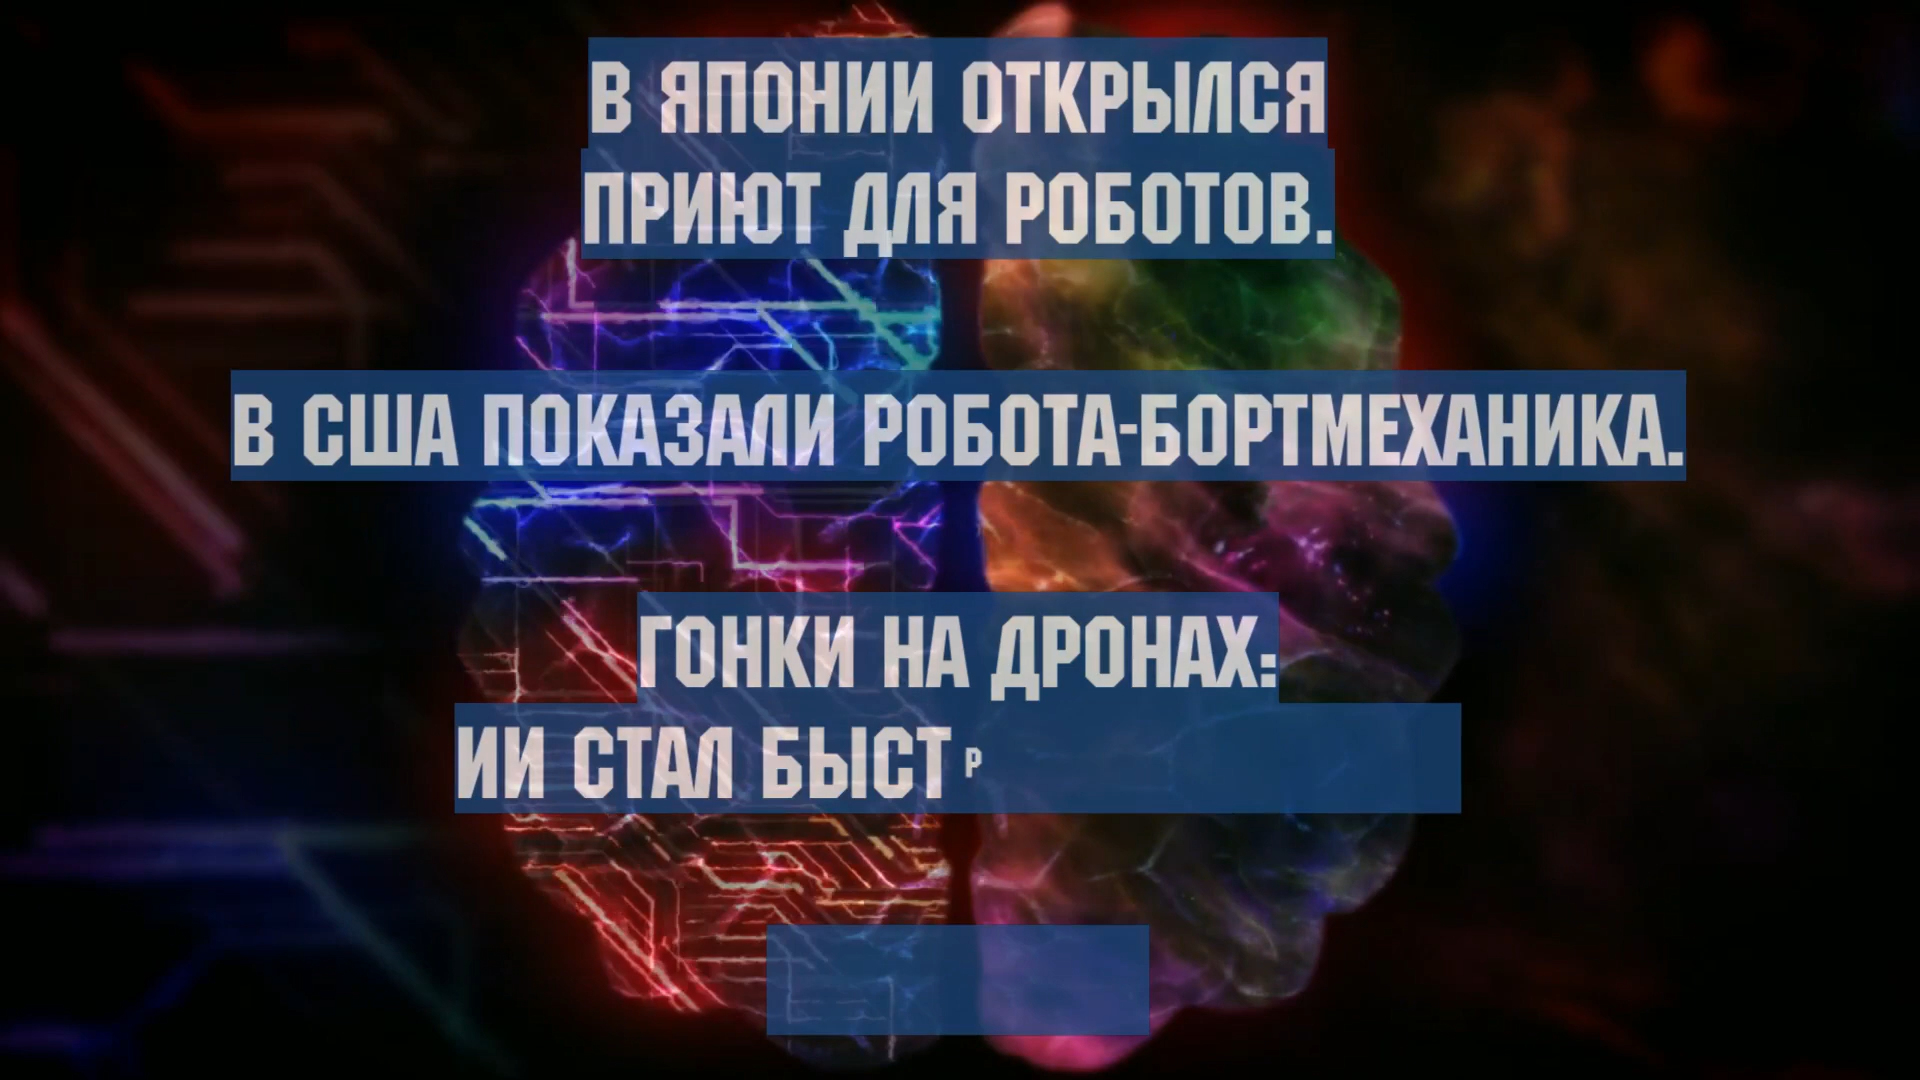 В ЯПОНИИ ОТКРЫЛСЯ
ПРИЮТ ДЛЯ РОБОТОВ.
В США ПОКАЗАЛИ РОБОТА-БОРТМЕХАНИКА.
ГОНКИ НА ДРОНАХ:
ИИ СТАЛ БЫСТР